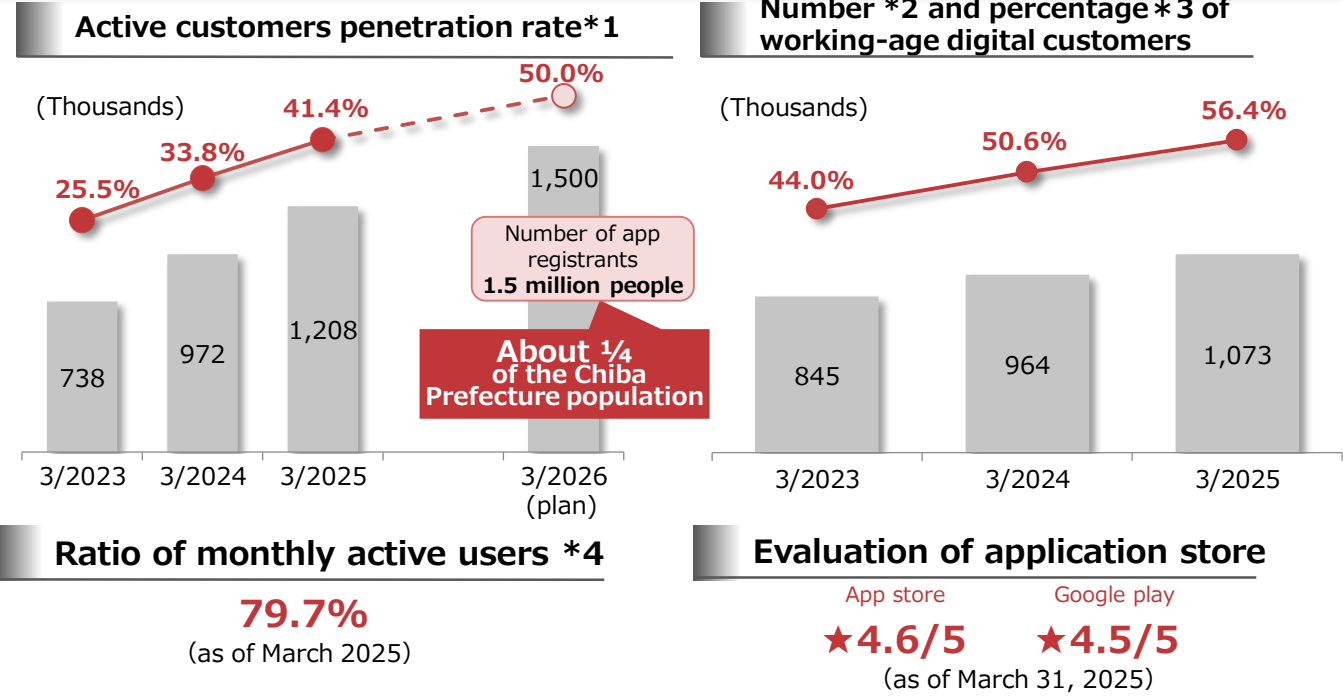 Active customers penetration rate*1
(Thousands)
25.5%
33.8%
41.4%
50.0%
738
972
1,208
1,500
Number of app
registrants
1.5 million people
About ¼
of the Chiba
Prefecture population
3/2023
3/2024
3/2025
3/2026
(plan)
Number *2 and percentage＊3 of
working-age digital customers
(Thousands)
44.0%
50.6%
56.4%
845
964
1,073
3/2023
3/2024
3/2025
Ratio of monthly active users *4
79.7%
(as of March 2025)
Evaluation of application store
App store
Google play
★4.6/5
★4.5/5
(as of March 31, 2025)